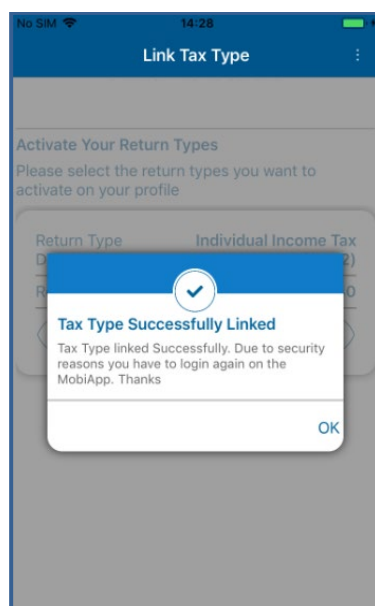 No SIM 14:28
Link Tax Type
Activate Your Return Types
Please select the return types you want to
activate on your profile
Return Type Individual Income Tax
Tax Type Successfully Linked
Tax Type linked Successfully. Due to security
reasons you have to login again on the
MobiApp. Thanks
OK